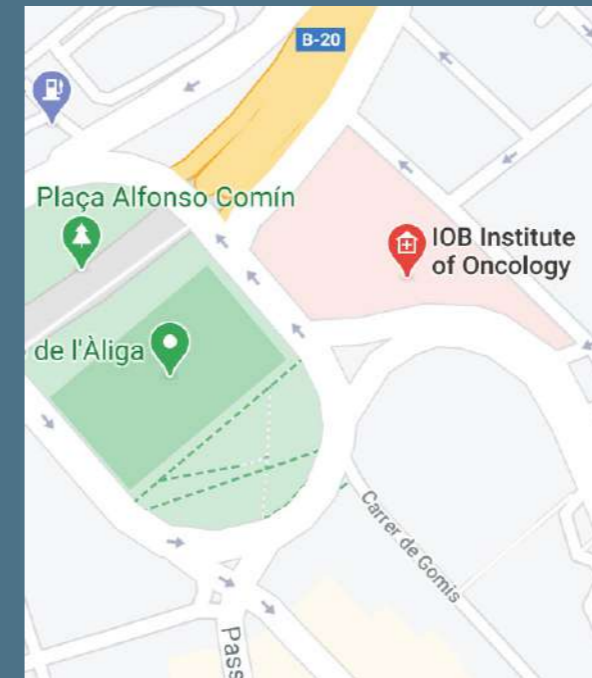 B-20
Plaça Alfonso Comín
IOB Institute
of Oncology
de l'Àliga
Carrer de Gomis
Pass